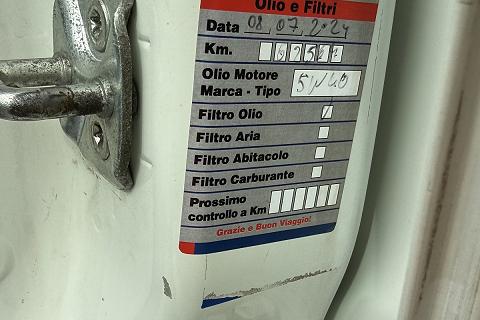 Olio e Filtri
Data 08,07,2024
Km.
Olio Motore
Marca - Tipo 5W40
Filtro Olio
Filtro Aria
Filtro Abitacolo
Filtro Carburante
Prossimo
controllo a Km
Grazie e Buon Viaggio!